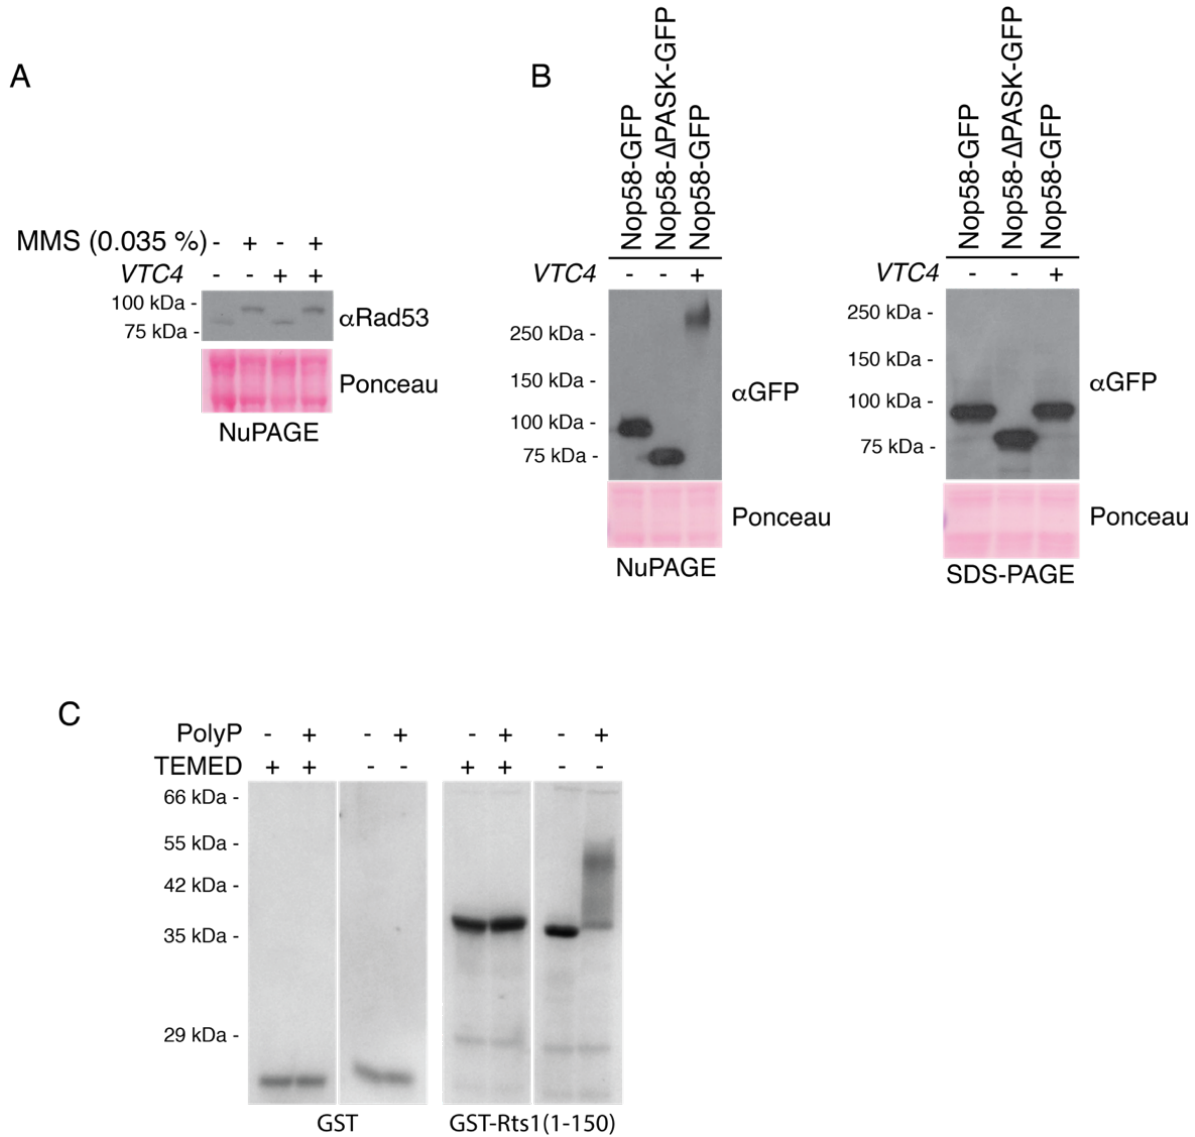 A
MMS (0.035 %) - + - +
VTC4 - - + +
100 kDa -
75 kDa -
αRad53
Ponceau
NuPAGE
B
Nop58-GFP
Nop58-ΔPASK-GFP
Nop58-GFP
VTC4 - - +
250 kDa -
150 kDa -
100 kDa -
75 kDa -
αGFP
Ponceau
NuPAGE
Nop58-GFP
Nop58-ΔPASK-GFP
Nop58-GFP
VTC4 - - +
250 kDa -
150 kDa -
100 kDa -
75 kDa -
αGFP
Ponceau
SDS-PAGE
C
PolyP - + - + - + - +
TEMED + + - - + + - -
66 kDa -
55 kDa -
42 kDa -
35 kDa -
29 kDa -
GST
GST-Rts1(1-150)